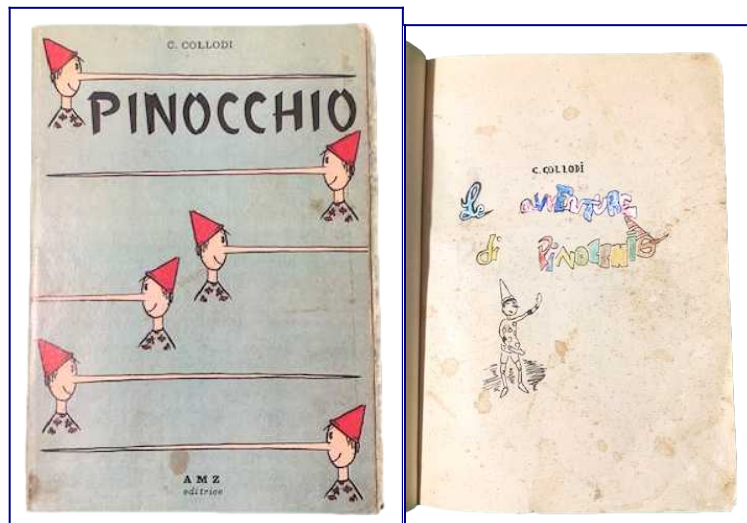 C. COLLODI
PINOCCHIO
AMZ
editrice
C. COLLODI
Le avventure
di Pinocchio